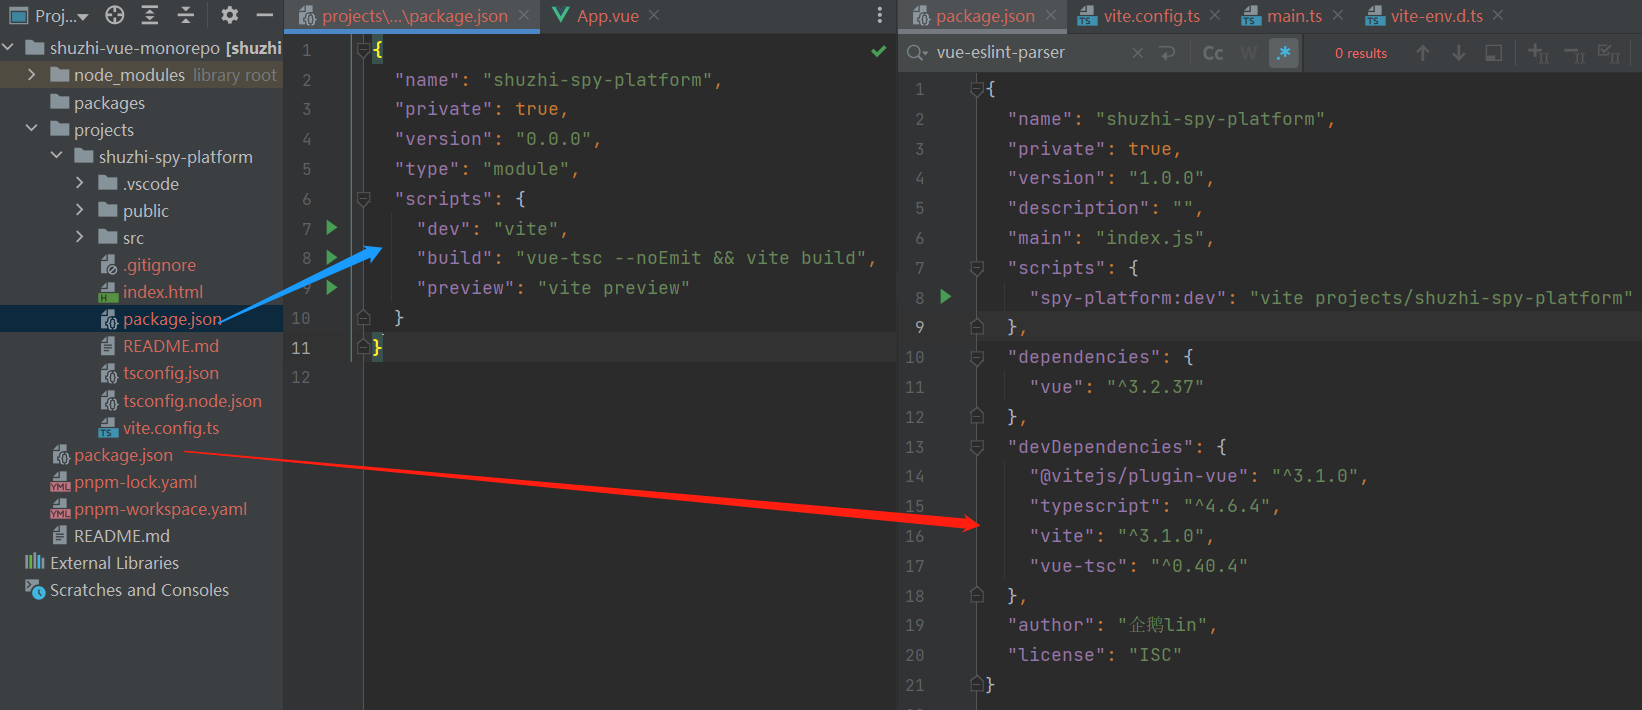 Proj...
shuzhi-vue-monorepo [shuzhi
node_modules library root
packages
projects
shuzhi-spy-platform
.vscode
public
src
.gitignore
index.html
package.json
README.md
tsconfig.json
tsconfig.node.json
vite.config.ts
package.json
pnpm-lock.yaml
pnpm-workspace.yaml
README.md
External Libraries
Scratches and Consoles
projects\...\package.json
App.vue
1 {
2 "name": "shuzhi-spy-platform",
3 "private": true,
4 "version": "0.0.0",
5 "type": "module",
6 "scripts": {
7 "dev": "vite",
8 "build": "vue-tsc --noEmit && vite build",
9 "preview": "vite preview"
10 }
11 }
12
package.json
vite.config.ts
main.ts
vite-env.d.ts
vue-eslint-parser
Cc W .* 0 results
1 {
2 "name": "shuzhi-spy-platform",
3 "private": true,
4 "version": "1.0.0",
5 "description": "",
6 "main": "index.js",
7 "scripts": {
8 "spy-platform:dev": "vite projects/shuzhi-spy-platform"
9 },
10 "dependencies": {
11 "vue": "^3.2.37"
12 },
13 "devDependencies": {
14 "@vitejs/plugin-vue": "^3.1.0",
15 "typescript": "^4.6.4",
16 "vite": "^3.1.0",
17 "vue-tsc": "^0.40.4"
18 },
19 "author": "企鹅lin",
20 "license": "ISC"
21 }